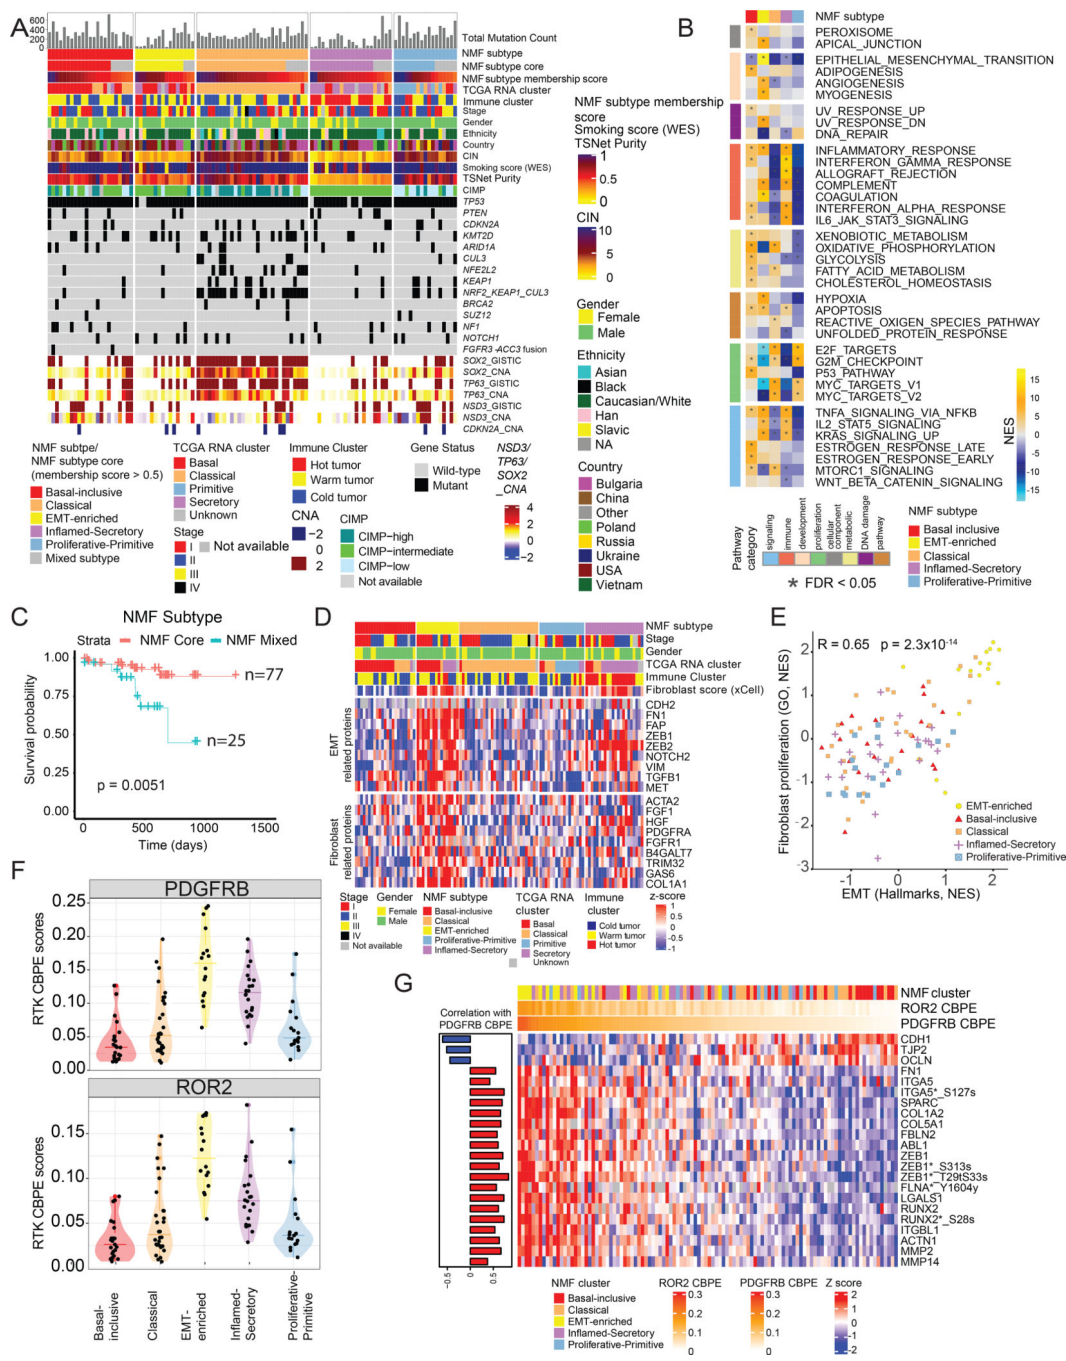 A
600
400
200
0
Total Mutation Count
NMF subtype
NMF subtype core
NMF subtype membership score
TCGA RNA cluster
Immune cluster
Stage
Gender
Ethnicity
Country
CIN
Smoking score (WES)
TSNet Purity
CIMP
TP53
PTEN
CDKN2A
KMT2D
ARID1A
CUL3
NFE2L2
KEAP1
NRF2_KEAP1_CUL3
BRCA2
SUZ12
NF1
NOTCH1
FGFR3-ACC3 fusion
SOX2_GISTIC
SOX2_CNA
TP63_GISTIC
TP63_CNA
NSD3_GISTIC
NSD3_CNA
CDKN2A_CNA
NMF subtpe/
NMF subtype core
(membership score > 0.5)
Basal-inclusive
Classical
EMT-enriched
Inflamed-Secretory
Proliferative-Primitive
Mixed subtype
TCGA RNA cluster
Basal
Classical
Primitive
Secretory
Unknown
Stage
I
II
III
IV
Not available
Immune Cluster
Hot tumor
Warm tumor
Cold tumor
CNA
−2
0
2
CIMP
CIMP-high
CIMP-intermediate
CIMP-low
Not available
Gene Status
Wild-type
Mutant
NSD3/
TP63/
SOX2
_CNA
4
2
0
−2
NMF subtype membership
score
Smoking score (WES)
TSNet Purity
1
0.5
0
CIN
10
5
0
Gender
Female
Male
Ethnicity
Asian
Black
Caucasian/White
Han
Slavic
NA
Country
Bulgaria
China
Other
Poland
Russia
Ukraine
USA
Vietnam
B
NMF subtype
PEROXISOME
APICAL_JUNCTION
EPITHELIAL_MESENCHYMAL_TRANSITION
ADIPOGENESIS
ANGIOGENESIS
MYOGENESIS
UV_RESPONSE_UP
UV_RESPONSE_DN
DNA_REPAIR
INFLAMMATORY_RESPONSE
INTERFERON_GAMMA_RESPONSE
ALLOGRAFT_REJECTION
COMPLEMENT
COAGULATION
INTERFERON_ALPHA_RESPONSE
IL6_JAK_STAT3_SIGNALING
XENOBIOTIC_METABOLISM
OXIDATIVE_PHOSPHORYLATION
GLYCOLYSIS
FATTY_ACID_METABOLISM
CHOLESTEROL_HOMEOSTASIS
HYPOXIA
APOPTOSIS
REACTIVE_OXIGEN_SPECIES_PATHWAY
UNFOLDED_PROTEIN_RESPONSE
E2F_TARGETS
G2M_CHECKPOINT
P53_PATHWAY
MYC_TARGETS_V1
MYC_TARGETS_V2
TNFA_SIGNALING_VIA_NFKB
IL2_STAT5_SIGNALING
KRAS_SIGNALING_UP
ESTROGEN_RESPONSE_LATE
ESTROGEN_RESPONSE_EARLY
MTORC1_SIGNALING
WNT_BETA_CATENIN_SIGNALING
NES
15
10
5
0
−5
−10
Pathway
category
signaling
immune
development
proliferation
cellular
component
metabolic
DNA damage
pathway
* FDR < 0.05
NMF subtype
Basal inclusive
EMT-enriched
Classical
Inflamed-Secretory
Proliferative-Primitive
C
NMF Subtype
Strata
NMF Core
NMF Mixed
Survival probability
1.00
0.75
0.50
0.25
0.00
n=77
n=25
p = 0.0051
0
500
1000
1500
Time (days)
D
NMF subtype
Stage
Gender
TCGA RNA cluster
Immune Cluster
Fibroblast score (xCell)
EMT
related proteins
CDH2
FN1
FAP
ZEB1
ZEB2
NOTCH2
VIM
TGFB1
MET
Fibroblast
related proteins
ACTA2
FGF1
HGF
PDGFRA
FGFR1
B4GALT7
TRIM32
GAS6
COL1A1
Stage
I
II
III
IV
Not available
Gender
Female
Male
NMF subtype
Basal-inclusive
Classical
EMT-enriched
Proliferative-Primitive
Inflamed-Secretory
TCGA RNA
cluster
Basal
Classical
Primitive
Secretory
Unknown
Immune
cluster
Cold tumor
Warm tumor
Hot tumor
z-score
1
0.5
0
-0.5
-1
E
R = 0.65
p = 2.3x10-14
Fibroblast proliferation (GO, NES)
2
1
0
-1
-2
-3
EMT-enriched
Basal-inclusive
Classical
Inflamed-Secretory
Proliferative-Primitive
-1
0
1
2
EMT (Hallmarks, NES)
F
PDGFRB
RTK CBPE scores
0.25
0.20
0.15
0.10
0.05
0.00
ROR2
RTK CBPE scores
0.15
0.10
0.05
0.00
Basal-
inclusive
Classical
EMT-
enriched
Inflamed-
Secretory
Proliferative-
Primitive
G
NMF cluster
ROR2 CBPE
PDGFRB CBPE
Correlation with
PDGFRB CBPE
CDH1
TJP2
OCLN
FN1
ITGA5
ITGA5*_S127s
SPARC
COL1A2
COL5A1
FBLN2
ABL1
ZEB1
ZEB1*_S313s
ZEB1*_T29tS33s
FLNA*_Y1604y
LGALS1
RUNX2
RUNX2*_S28s
ITGBL1
ACTN1
MMP2
MMP14
−0.5
0
0.5
NMF cluster
Basal-inclusive
Classical
EMT-enriched
Inflamed-Secretory
Proliferative-Primitive
ROR2 CBPE
0.3
0.2
0.1
0
PDGFRB CBPE
0.3
0.2
0.1
0
Z score
2
1
0
-1
-2